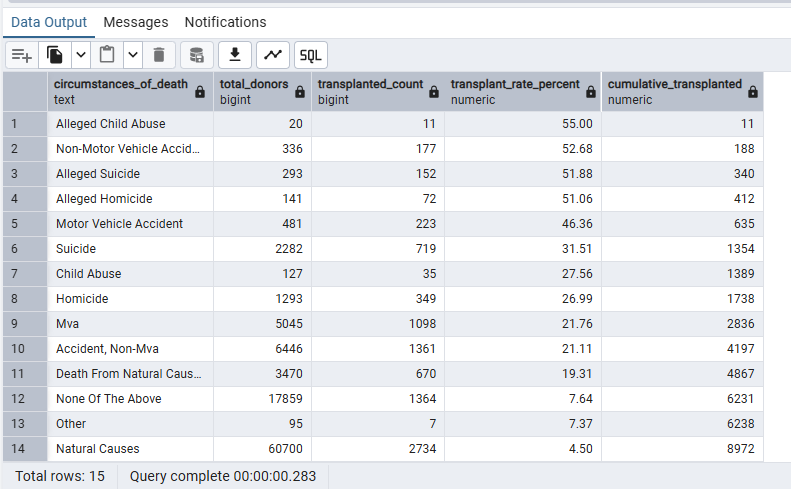 Data Output Messages Notifications
SQL
circumstances_of_death total_donors transplanted_count transplant_rate_percent cumulative_transplanted
text bigint bigint numeric numeric
1 Alleged Child Abuse 20 11 55.00 11
2 Non-Motor Vehicle Accid... 336 177 52.68 188
3 Alleged Suicide 293 152 51.88 340
4 Alleged Homicide 141 72 51.06 412
5 Motor Vehicle Accident 481 223 46.36 635
6 Suicide 2282 719 31.51 1354
7 Child Abuse 127 35 27.56 1389
8 Homicide 1293 349 26.99 1738
9 Mva 5045 1098 21.76 2836
10 Accident, Non-Mva 6446 1361 21.11 4197
11 Death From Natural Caus... 3470 670 19.31 4867
12 None Of The Above 17859 1364 7.64 6231
13 Other 95 7 7.37 6238
14 Natural Causes 60700 2734 4.50 8972
Total rows: 15 Query complete 00:00:00.283